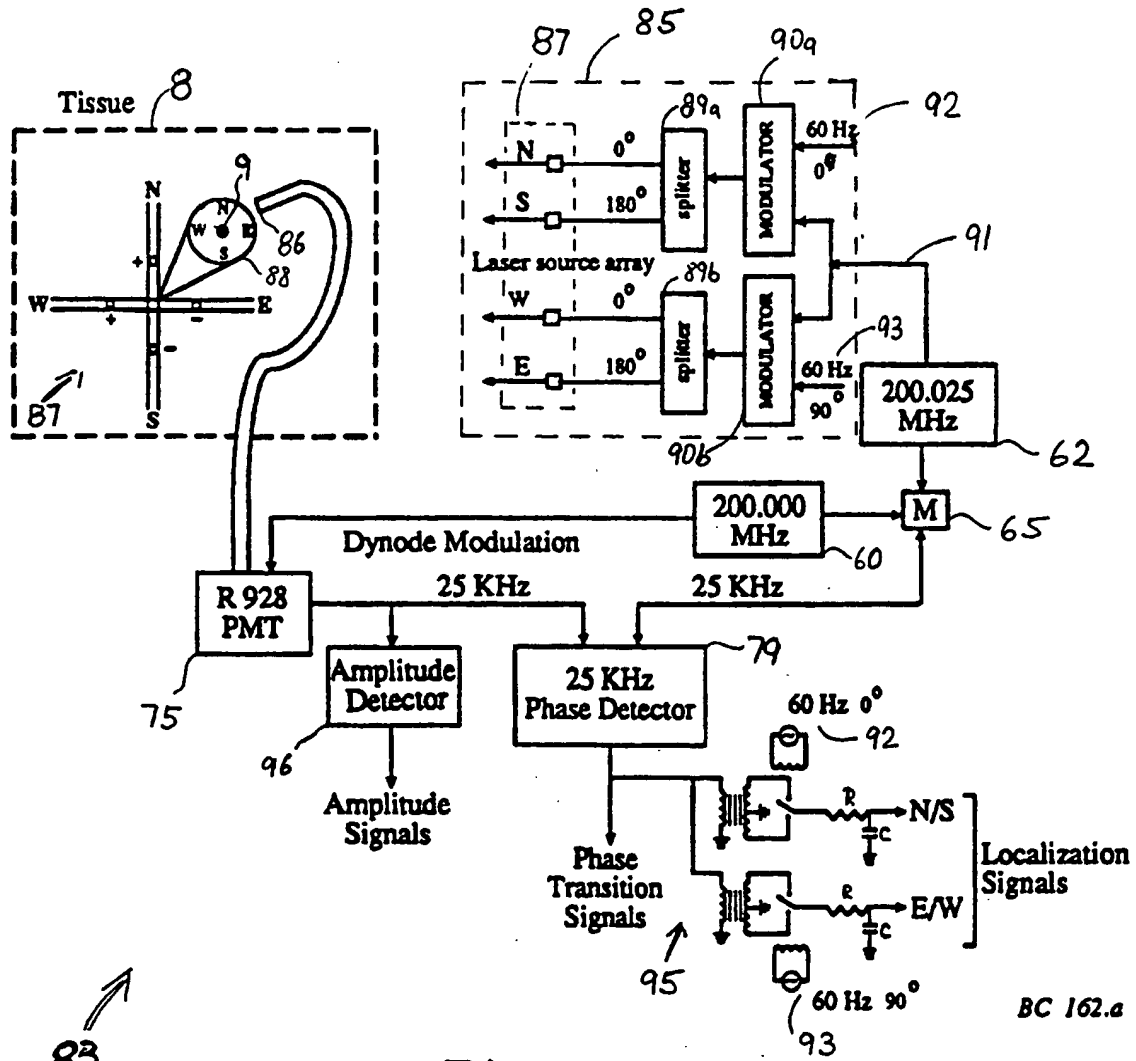 85
87
90a
8
Tissue
89a
92
60 Hz
0°
N
0°
S
180°
splitter
MODULATOR
N
9
N
W
E
S
86
88
+
W
E
+
-
-
87
S
Laser source array
89b
91
W
0°
E
180°
splitter
MODULATOR
93
60 Hz
90°
90b
200.025
MHz
62
200.000
MHz
60
M
65
Dynode Modulation
25 KHz
25 KHz
R 928
PMT
75
Amplitude
Detector
96
Amplitude
Signals
79
25 KHz
Phase Detector
60 Hz 0°
92
R
C
N/S
Phase
Transition
Signals
R
C
E/W
Localization
Signals
95
60 Hz 90°
93
BC 162.a
83